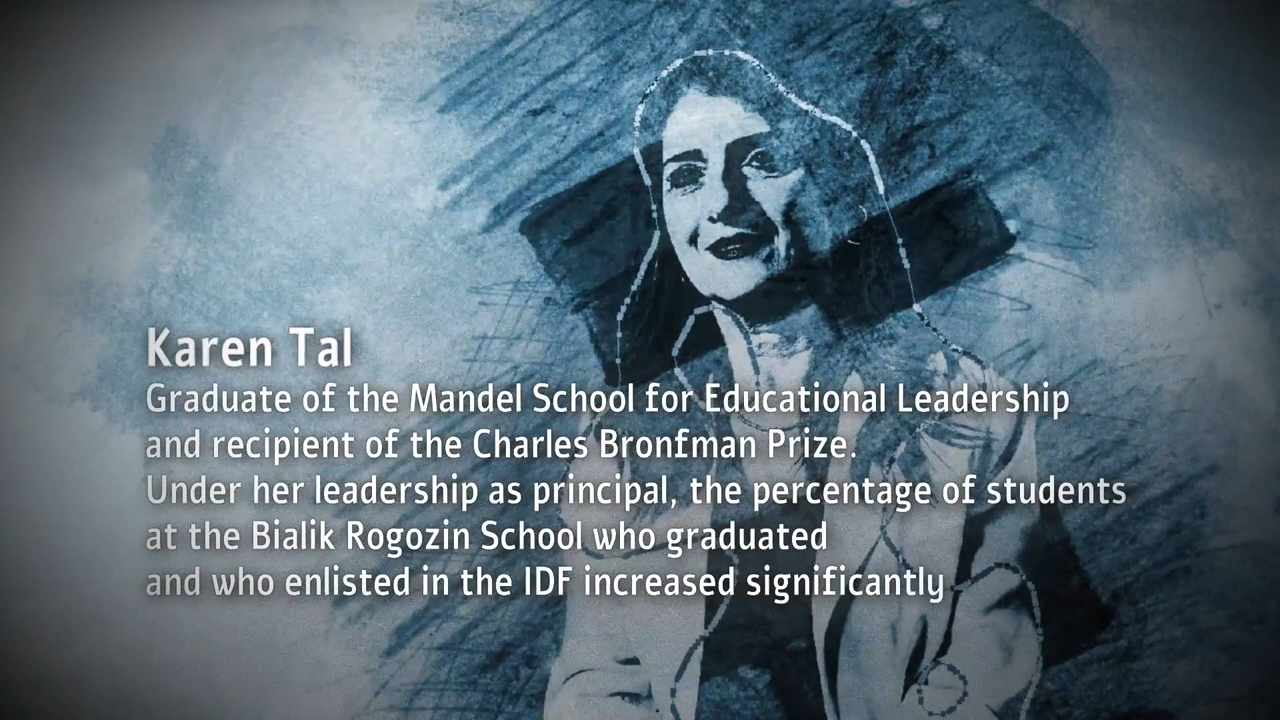 Karen Tal
Graduate of the Mandel School for Educational Leadership
and recipient of the Charles Bronfman Prize.
Under her leadership as principal, the percentage of students
at the Bialik Rogozin School who graduated
and who enlisted in the IDF increased significantly